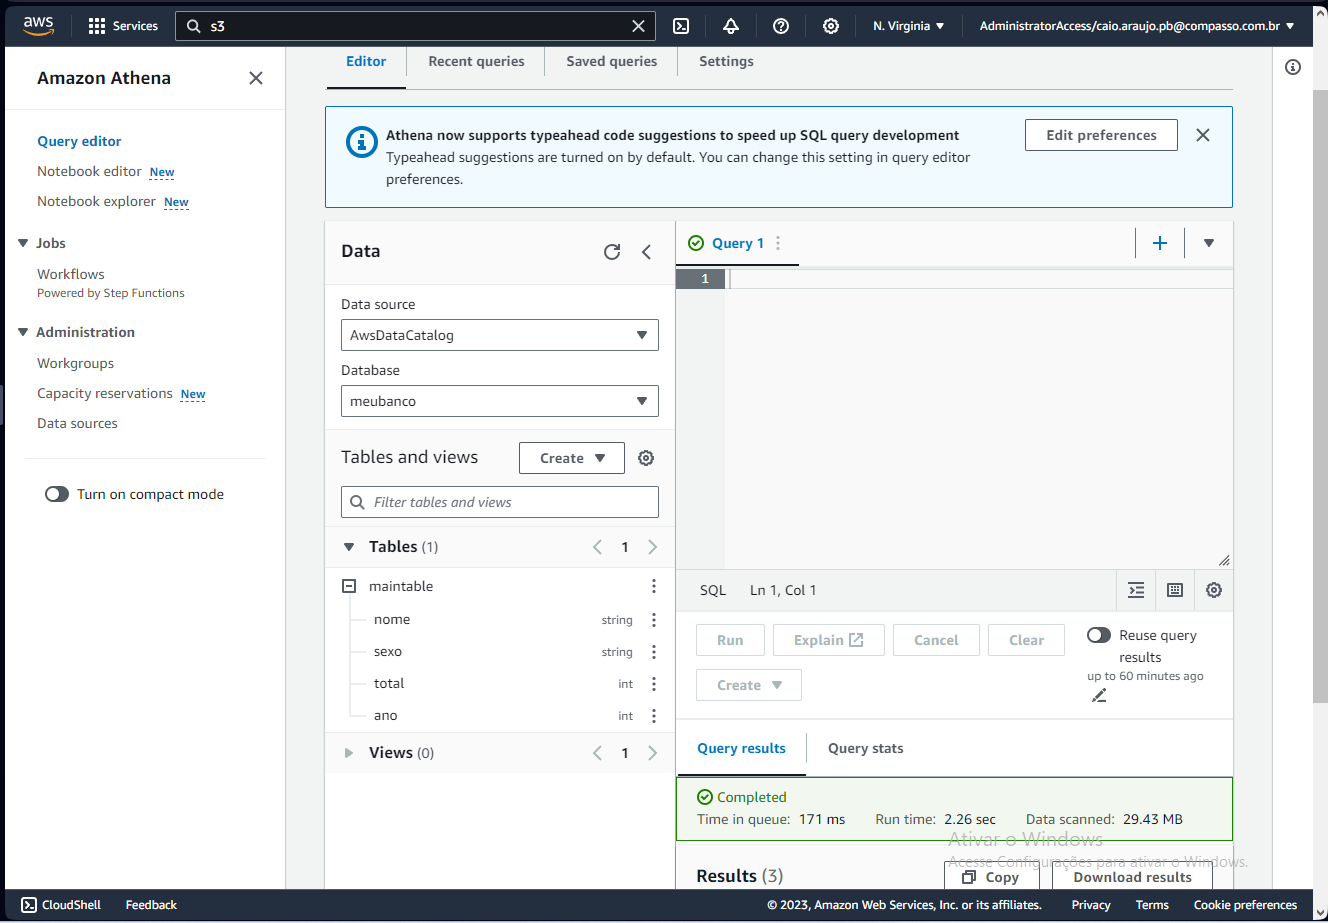 aws
Services
s3
N. Virginia
AdministratorAccess/caio.araujo.pb@compasso.com.br
Amazon Athena
Query editor
Notebook editor New
Notebook explorer New
Jobs
Workflows
Powered by Step Functions
Administration
Workgroups
Capacity reservations New
Data sources
Turn on compact mode
Editor
Recent queries
Saved queries
Settings
Athena now supports typeahead code suggestions to speed up SQL query development
Typeahead suggestions are turned on by default. You can change this setting in query editor
preferences.
Edit preferences
Data
Data source
AwsDataCatalog
Database
meubanco
Tables and views
Create
Filter tables and views
Tables (1)
1
maintable
nome string
sexo string
total int
ano int
Views (0)
1
Query 1
1
SQL Ln 1, Col 1
Run
Explain
Cancel
Clear
Create
Reuse query
results
up to 60 minutes ago
Query results
Query stats
Completed
Time in queue: 171 ms Run time: 2.26 sec Data scanned: 29.43 MB
Ativar o Windows
Acesse Configurações para ativar o Windows.
Results (3)
Copy
Download results
CloudShell
Feedback
© 2023, Amazon Web Services, Inc. or its affiliates.
Privacy
Terms
Cookie preferences